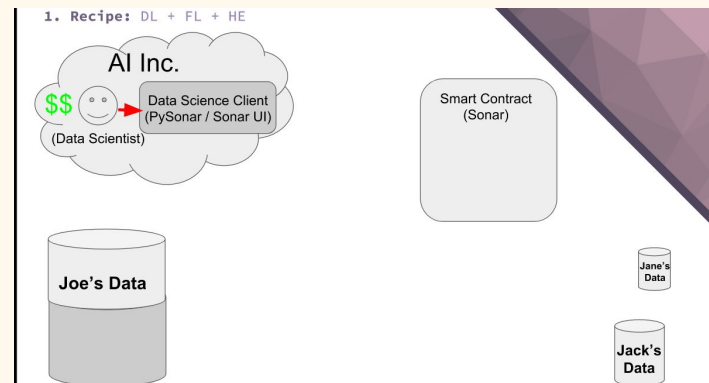 1. Recipe: DL + FL + HE
AI Inc.
$$
Data Science Client
(PySonar / Sonar UI)
(Data Scientist)
Smart Contract
(Sonar)
Joe's Data
Jane's
Data
Jack's
Data